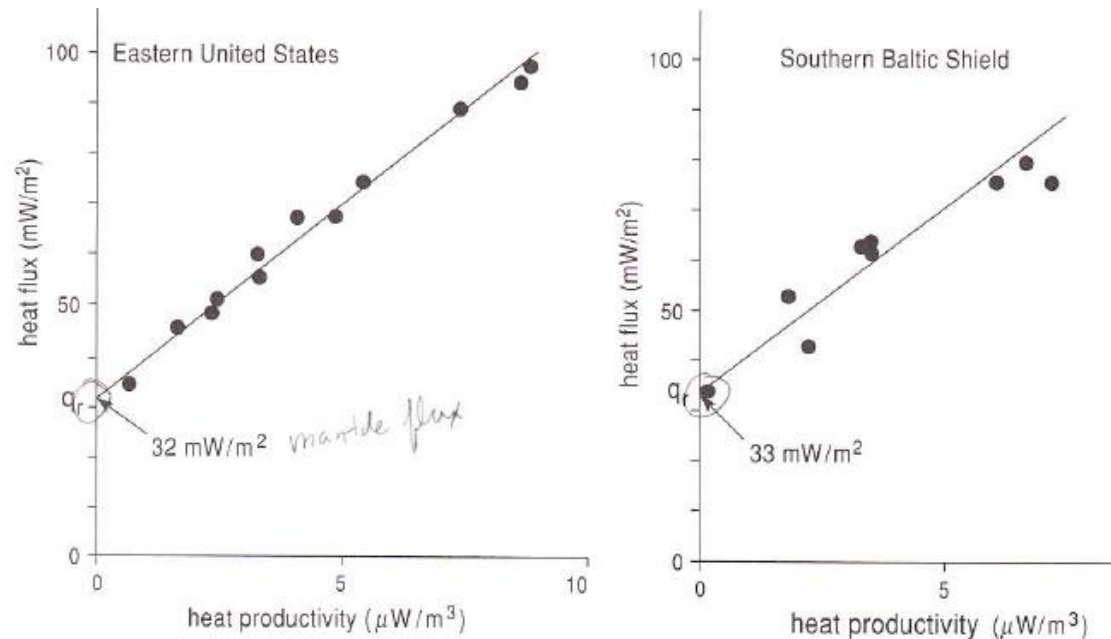 Eastern United States
100
50
0
heat flux (mW/m²)
qr
32 mW/m² mantle flux
0 5 10
heat productivity (μW/m³)
Southern Baltic Shield
100
50
0
heat flux (mW/m²)
qr
33 mW/m²
0 5
heat productivity (μW/m³)